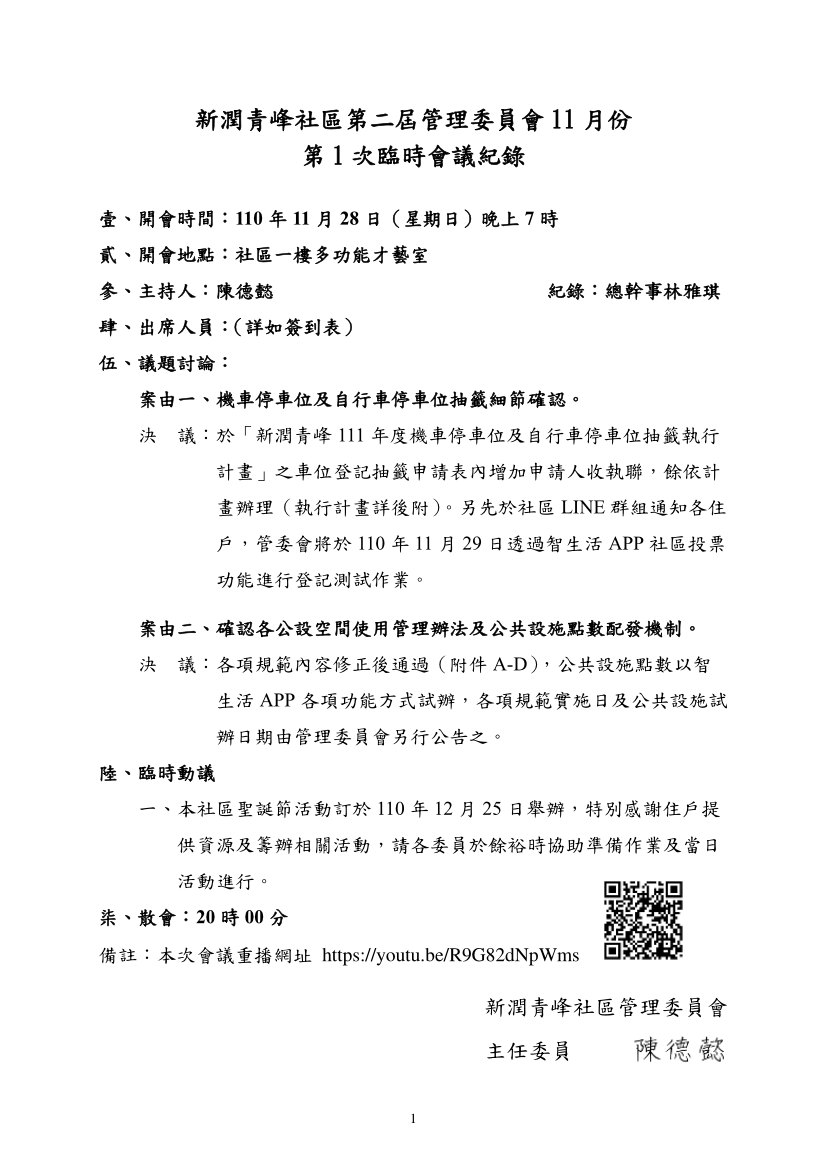 新潤青峰社區第二屆管理委員會 11 月份
第 1 次臨時會議紀錄
壹、開會時間：110 年 11 月 28 日（星期日）晚上 7 時
貳、開會地點：社區一樓多功能才藝室
參、主持人：陳德懿 紀錄：總幹事林雅琪
肆、出席人員：（詳如簽到表）
伍、議題討論：
案由一、機車停車位及自行車停車位抽籤細節確認。
決　議：於「新潤青峰 111 年度機車停車位及自行車停車位抽籤執行
計畫」之車位登記抽籤申請表內增加申請人收執聯，餘依計
畫辦理（執行計畫詳後附）。另先於社區 LINE 群組通知各住
戶，管委會將於 110 年 11 月 29 日透過智生活 APP 社區投票
功能進行登記測試作業。
案由二、確認各公設空間使用管理辦法及公共設施點數配發機制。
決　議：各項規範內容修正後通過（附件 A-D），公共設施點數以智
生活 APP 各項功能方式試辦，各項規範實施日及公共設施試
辦日期由管理委員會另行公告之。
陸、臨時動議
一、本社區聖誕節活動訂於 110 年 12 月 25 日舉辦，特別感謝住戶提
供資源及籌辦相關活動，請各委員於餘裕時協助準備作業及當日
活動進行。
柒、散會：20 時 00 分
備註：本次會議重播網址 https://youtu.be/R9G82dNpWms
新潤青峰社區管理委員會
主任委員 陳德懿
1